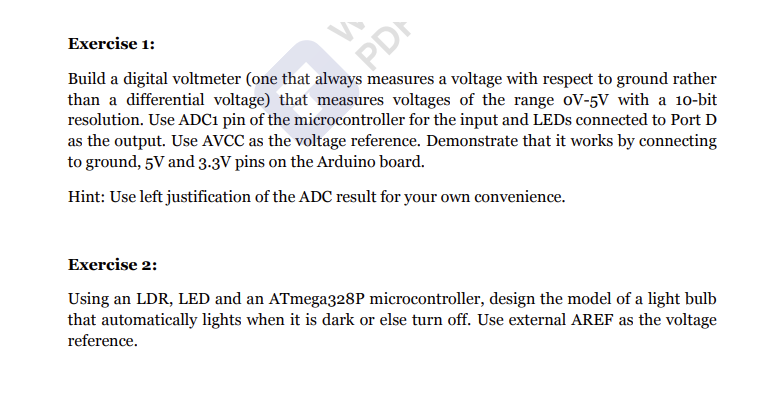 W
PDF
Exercise 1:
Build a digital voltmeter (one that always measures a voltage with respect to ground rather
than a differential voltage) that measures voltages of the range 0V-5V with a 10-bit
resolution. Use ADC1 pin of the microcontroller for the input and LEDs connected to Port D
as the output. Use AVCC as the voltage reference. Demonstrate that it works by connecting
to ground, 5V and 3.3V pins on the Arduino board.
Hint: Use left justification of the ADC result for your own convenience.
Exercise 2:
Using an LDR, LED and an ATmega328P microcontroller, design the model of a light bulb
that automatically lights when it is dark or else turn off. Use external AREF as the voltage
reference.